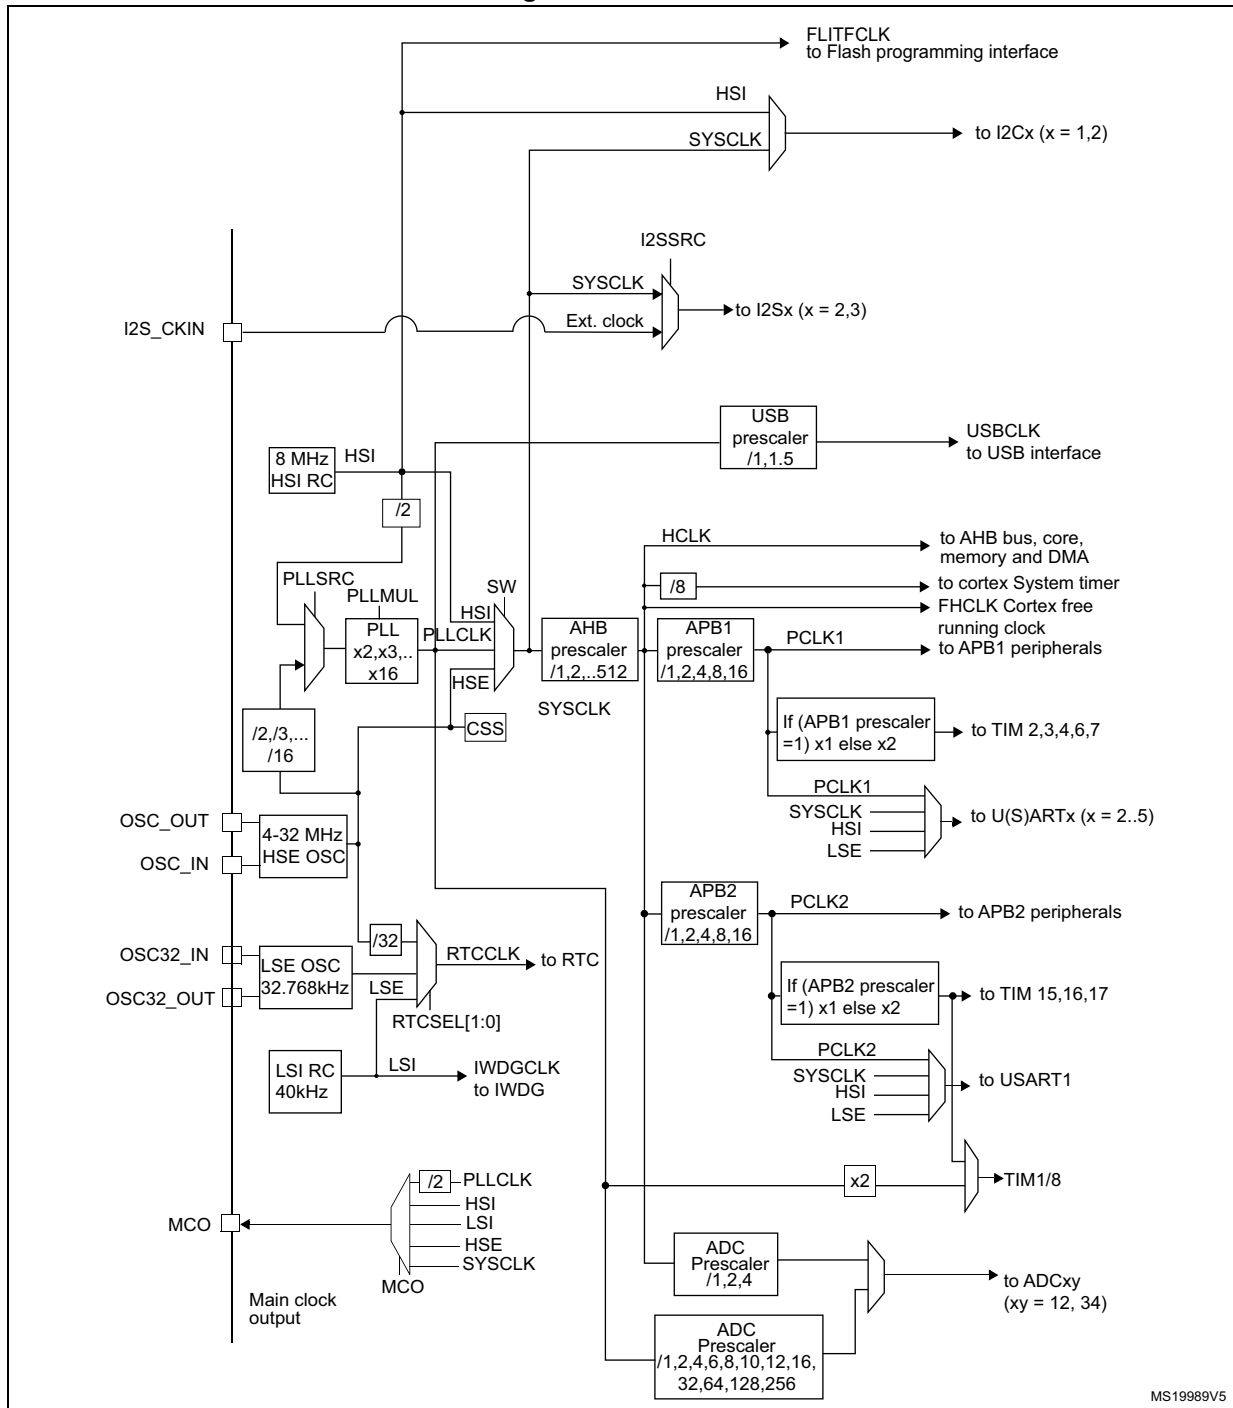 FLITFCLK
to Flash programming interface
HSI
SYSCLK
to I2Cx (x = 1,2)
I2SSRC
SYSCLK
to I2Sx (x = 2,3)
I2S_CKIN
Ext. clock
USB
prescaler
/1,1.5
USBCLK
to USB interface
8 MHz
HSI RC
HSI
/2
HCLK
to AHB bus, core,
memory and DMA
/8
to cortex System timer
FHCLK Cortex free
running clock
PLLSRC
PLLMUL
PLL
x2,x3,..
x16
SW
HSI
PLLCLK
HSE
AHB
prescaler
/1,2,..512
APB1
prescaler
/1,2,4,8,16
PCLK1
to APB1 peripherals
SYSCLK
/2,/3,...
/16
CSS
If (APB1 prescaler
=1) x1 else x2
to TIM 2,3,4,6,7
PCLK1
SYSCLK
HSI
LSE
to U(S)ARTx (x = 2..5)
OSC_OUT
OSC_IN
4-32 MHz
HSE OSC
APB2
prescaler
/1,2,4,8,16
PCLK2
to APB2 peripherals
/32
OSC32_IN
OSC32_OUT
LSE OSC
32.768kHz
RTCCLK
to RTC
LSE
RTCSEL[1:0]
If (APB2 prescaler
=1) x1 else x2
to TIM 15,16,17
LSI RC
40kHz
LSI
IWDGCLK
to IWDG
PCLK2
SYSCLK
HSI
LSE
to USART1
x2
TIM1/8
MCO
/2
PLLCLK
HSI
LSI
HSE
SYSCLK
MCO
Main clock
output
ADC
Prescaler
/1,2,4
to ADCxy
(xy = 12, 34)
ADC
Prescaler
/1,2,4,6,8,10,12,16,
32,64,128,256
MS19989V5